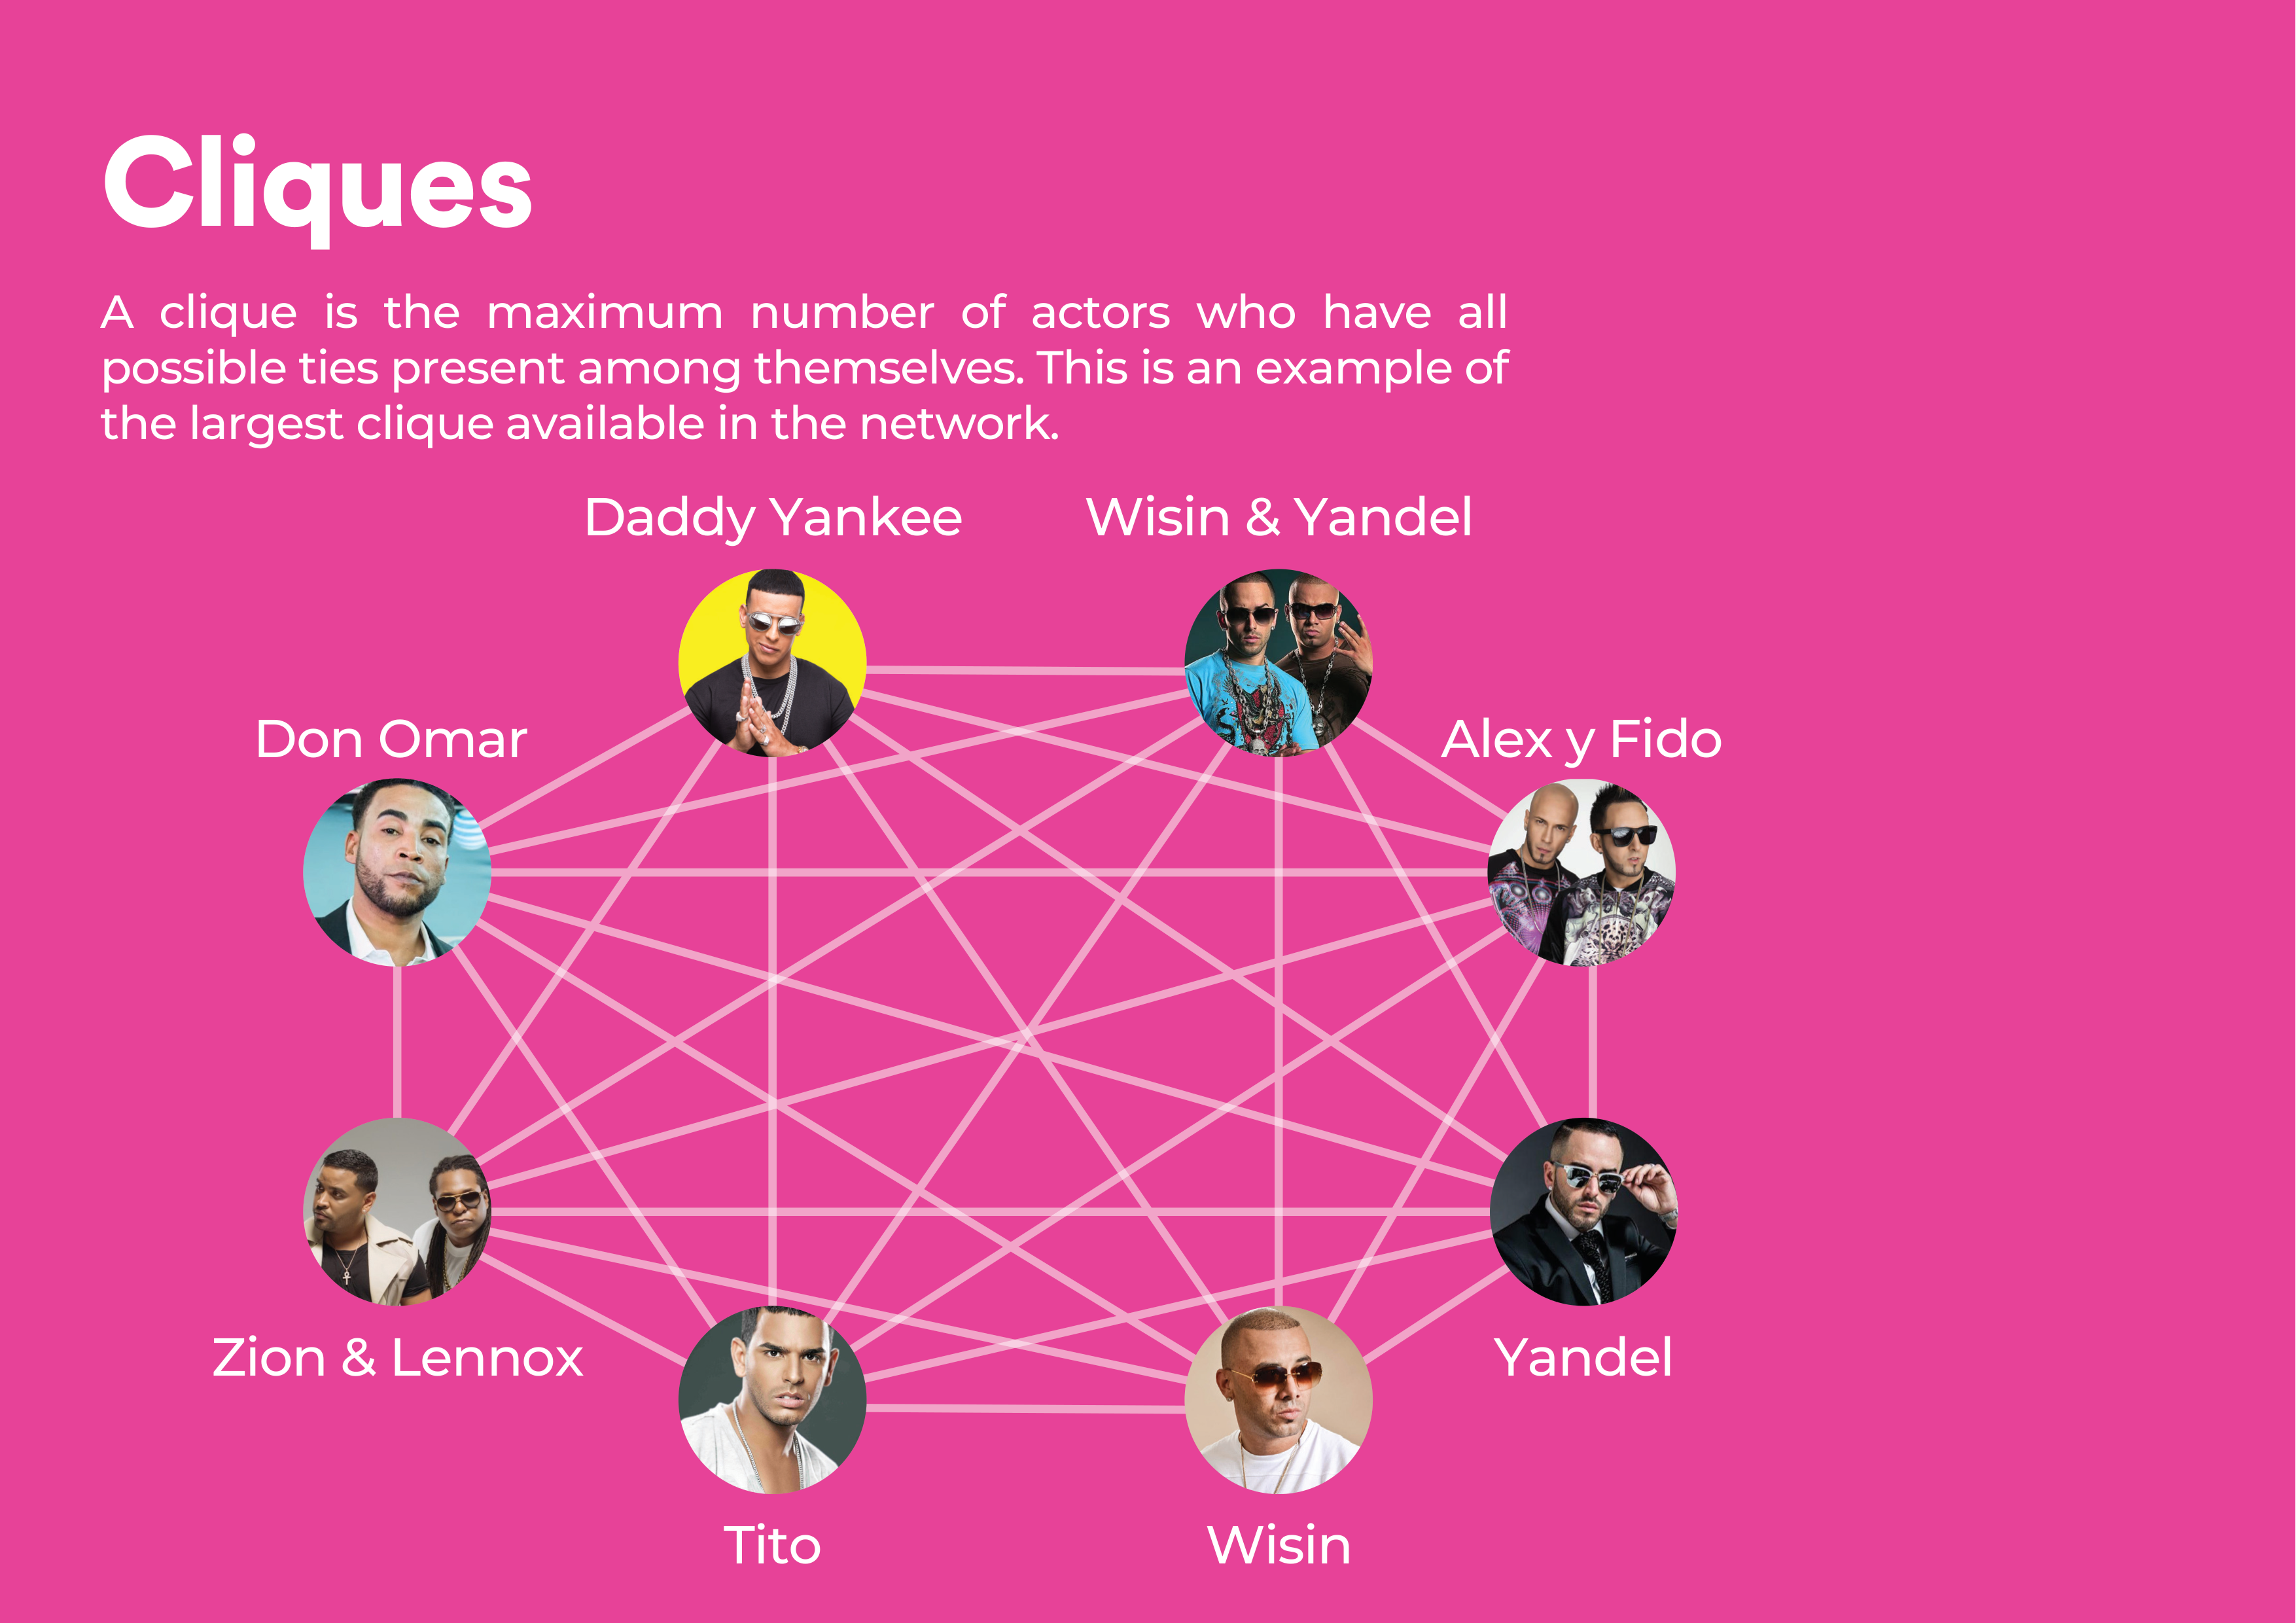 Cliques
A clique is the maximum number of actors who have all
possible ties present among themselves. This is an example of
the largest clique available in the network.
Daddy Yankee
Wisin & Yandel
Don Omar
Alex y Fido
Zion & Lennox
Yandel
Tito
Wisin